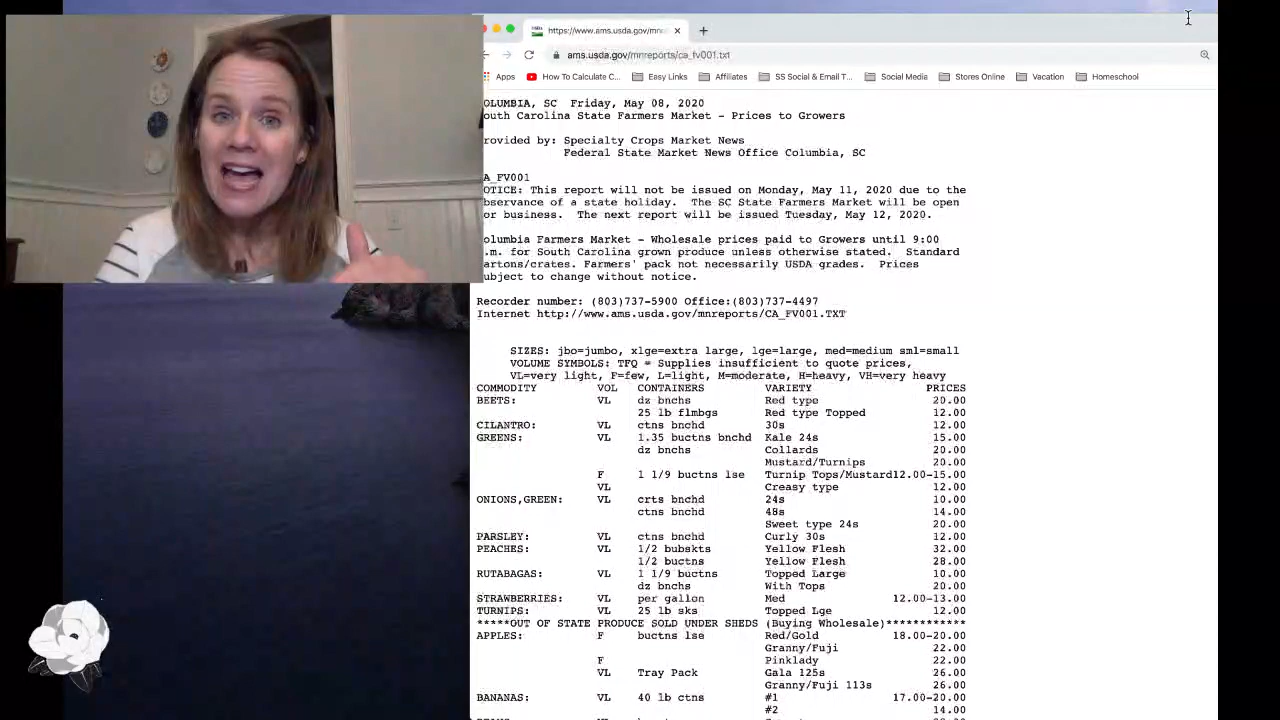 https://www.ams.usda.gov/mnre
ams.usda.gov/mnreports/ca_fv001.txt
Apps How To Calculate C... Easy Links Affiliates SS Social & Email T... Social Media Stores Online Vacation Homeschool
OLUMBIA, SC Friday, May 08, 2020
outh Carolina State Farmers Market - Prices to Growers
rovided by: Specialty Crops Market News
Federal State Market News Office Columbia, SC
A_FV001
OTICE: This report will not be issued on Monday, May 11, 2020 due to the
bservance of a state holiday. The SC State Farmers Market will be open
or business. The next report will be issued Tuesday, May 12, 2020.
olumbia Farmers Market - Wholesale prices paid to Growers until 9:00
.m. for South Carolina grown produce unless otherwise stated. Standard
artons/crates. Farmers' pack not necessarily USDA grades. Prices
ubject to change without notice.
Recorder number: (803)737-5900 Office:(803)737-4497
Internet http://www.ams.usda.gov/mnreports/CA_FV001.TXT
SIZES: jbo=jumbo, xlge=extra large, lge=large, med=medium sml=small
VOLUME SYMBOLS: TFQ = Supplies insufficient to quote prices,
VL=very light, F=few, L=light, M=moderate, H=heavy, VH=very heavy
COMMODITY VOL CONTAINERS VARIETY PRICES
BEETS: VL dz bnchs Red type 20.00
25 lb flmbgs Red type Topped 12.00
CILANTRO: VL ctns bnchd 30s 12.00
GREENS: VL 1.35 buctns bnchd Kale 24s 15.00
dz bnchs Collards 20.00
Mustard/Turnips 20.00
F 1 1/9 buctns lse Turnip Tops/Mustard12.00-15.00
VL Creasy type 12.00
ONIONS,GREEN: VL crts bnchd 24s 10.00
ctns bnchd 48s 14.00
Sweet type 24s 20.00
PARSLEY: VL ctns bnchd Curly 30s 12.00
PEACHES: VL 1/2 bubskts Yellow Flesh 32.00
1/2 buctns Yellow Flesh 28.00
RUTABAGAS: VL 1 1/9 buctns Topped Large 10.00
dz bnchs With Tops 20.00
STRAWBERRIES: VL per gallon Med 12.00-13.00
TURNIPS: VL 25 lb sks Topped Lge 12.00
*****OUT OF STATE PRODUCE SOLD UNDER SHEDS (Buying Wholesale)************
APPLES: F buctns lse Red/Gold 18.00-20.00
Granny/Fuji 22.00
F Pinklady 22.00
VL Tray Pack Gala 125s 26.00
Granny/Fuji 113s 26.00
BANANAS: VL 40 lb ctns #1 17.00-20.00
#2 14.00